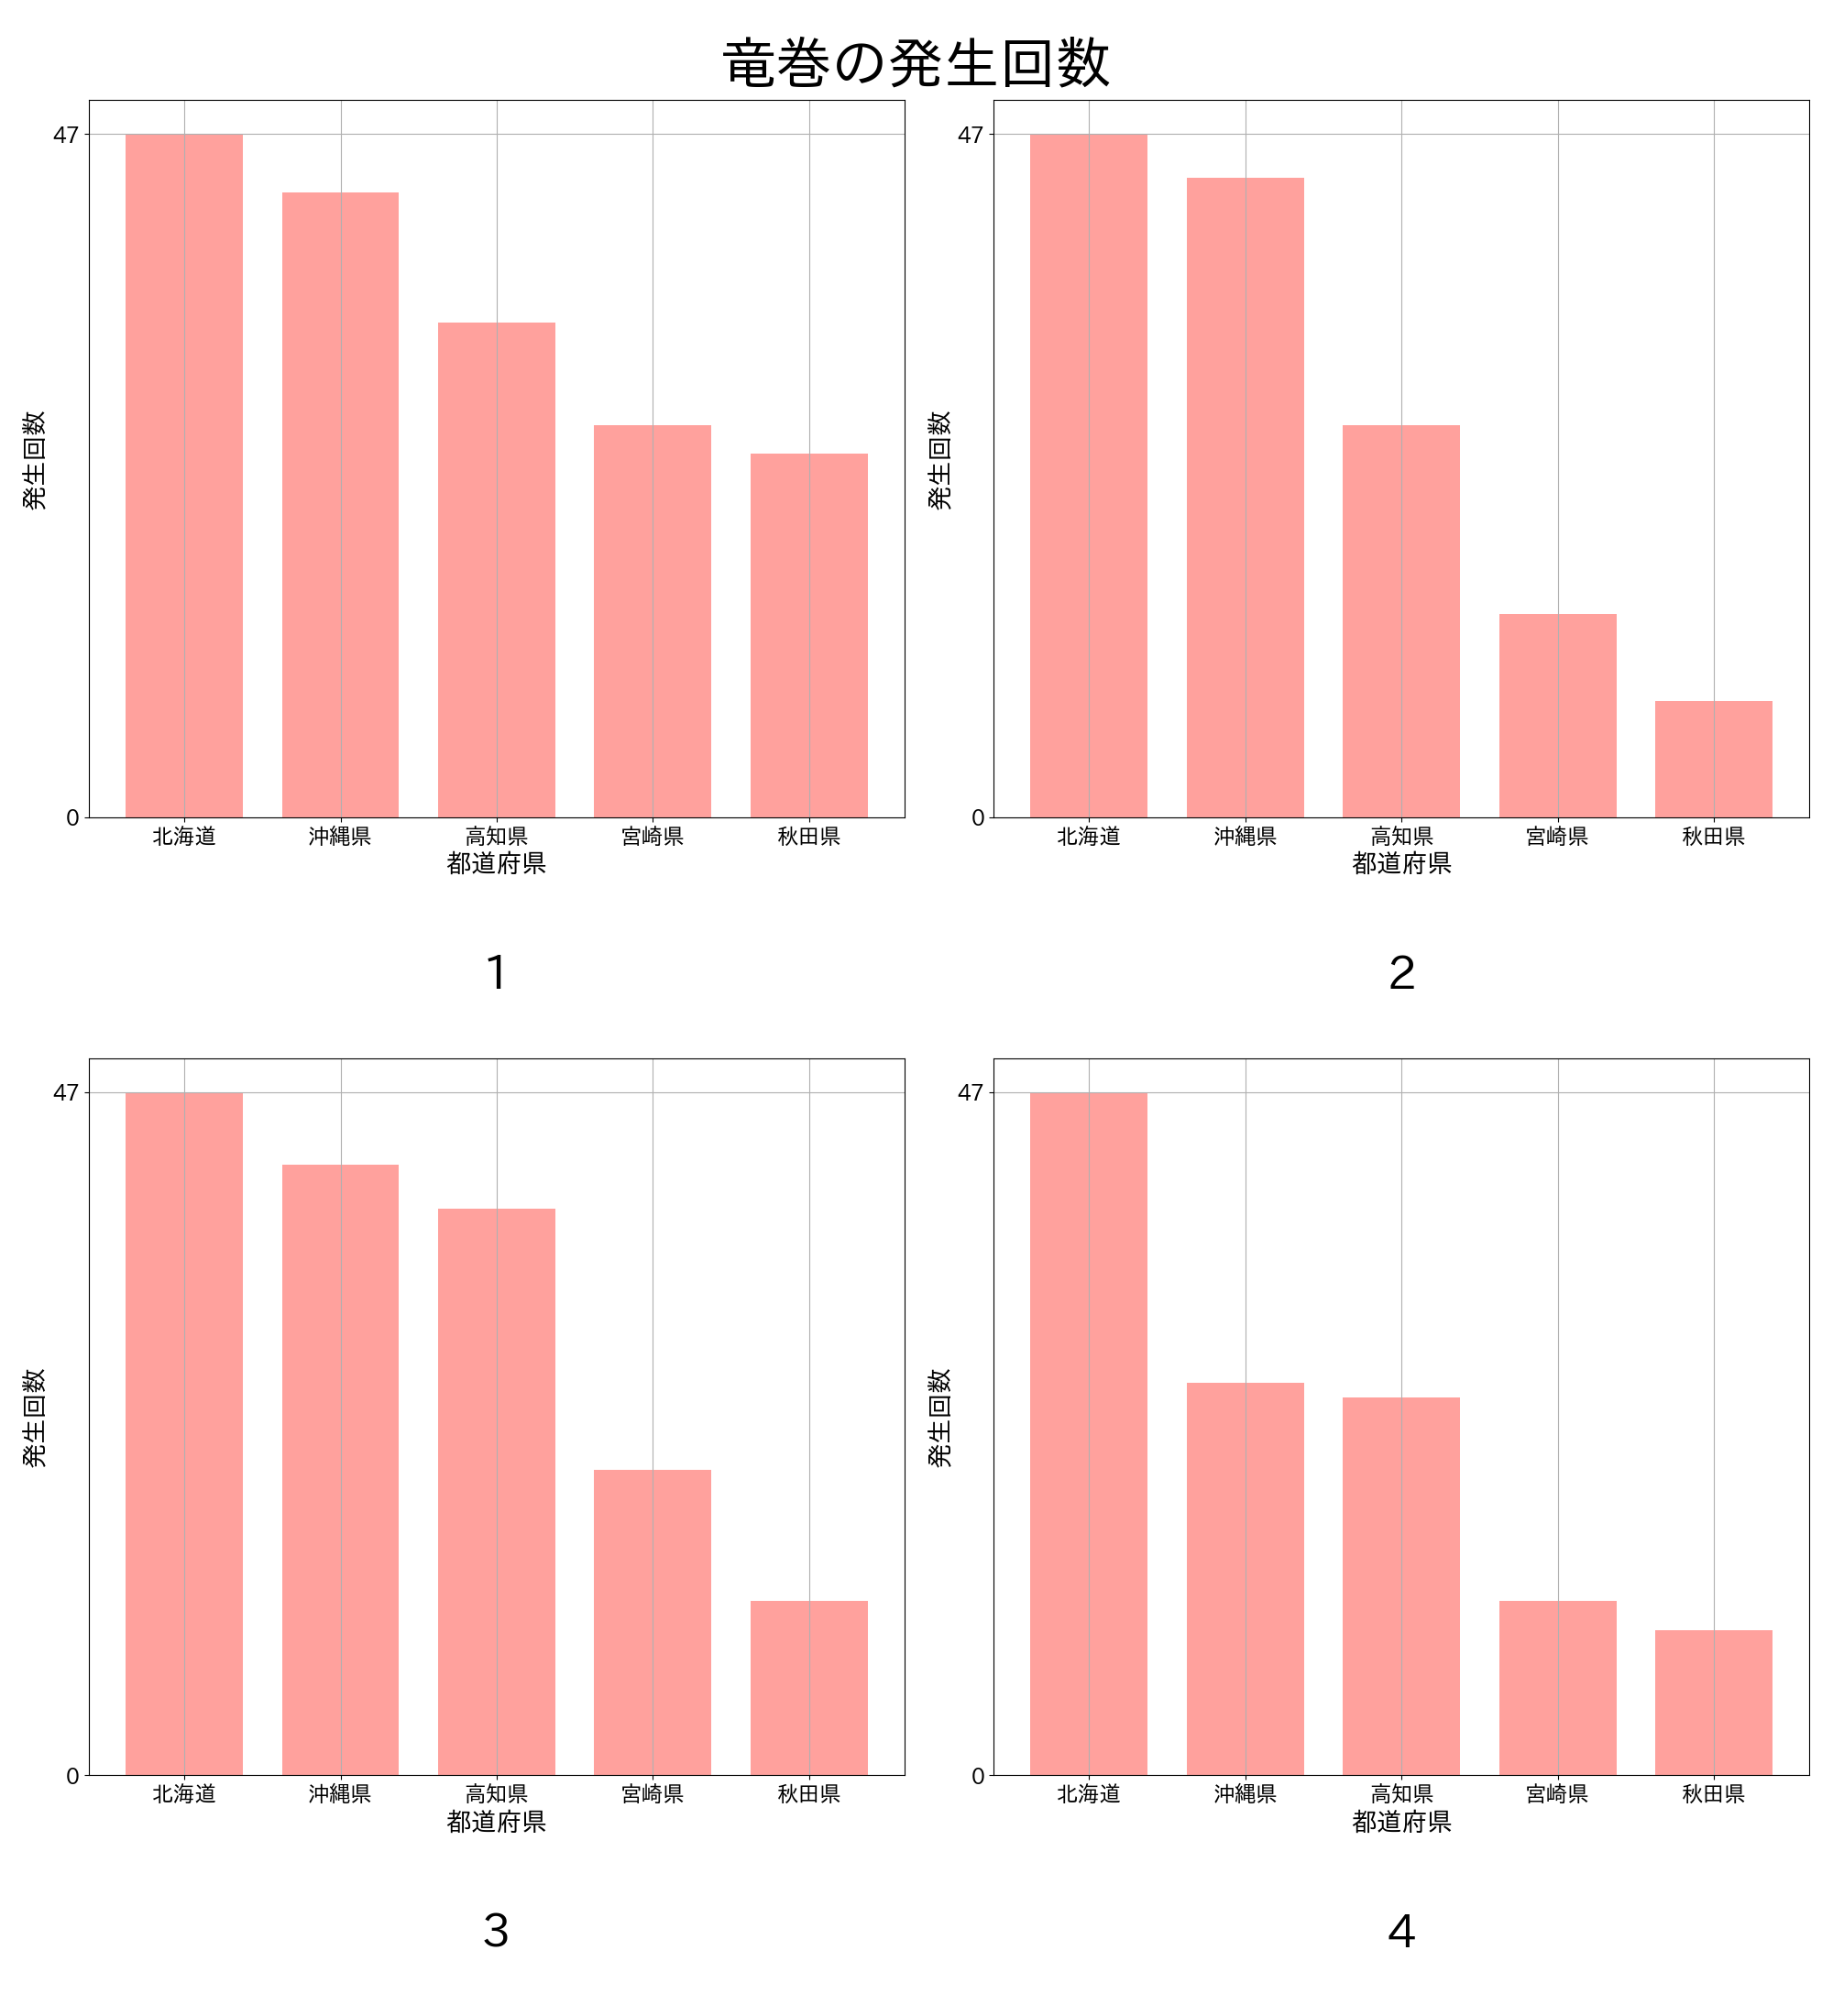 竜巻の発生回数
47
0
発生回数
北海道 沖縄県 高知県 宮崎県 秋田県
都道府県
1
47
0
発生回数
北海道 沖縄県 高知県 宮崎県 秋田県
都道府県
2
47
0
発生回数
北海道 沖縄県 高知県 宮崎県 秋田県
都道府県
3
47
0
発生回数
北海道 沖縄県 高知県 宮崎県 秋田県
都道府県
4